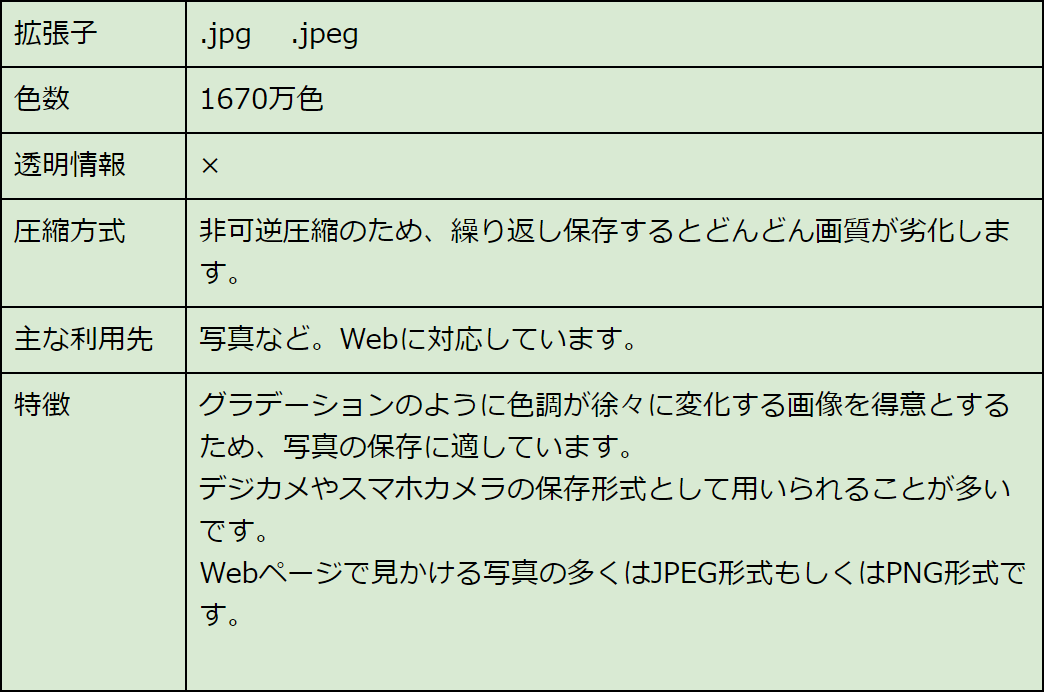 拡張子 .jpg .jpeg
色数 1670万色
透明情報 ×
圧縮方式 非可逆圧縮のため、繰り返し保存するとどんどん画質が劣化しま
す。
主な利用先 写真など。Webに対応しています。
特徴 グラデーションのように色調が徐々に変化する画像を得意とする
ため、写真の保存に適しています。
デジカメやスマホカメラの保存形式として用いられることが多い
です。
Webページで見かける写真の多くはJPEG形式もしくはPNG形式で
す。